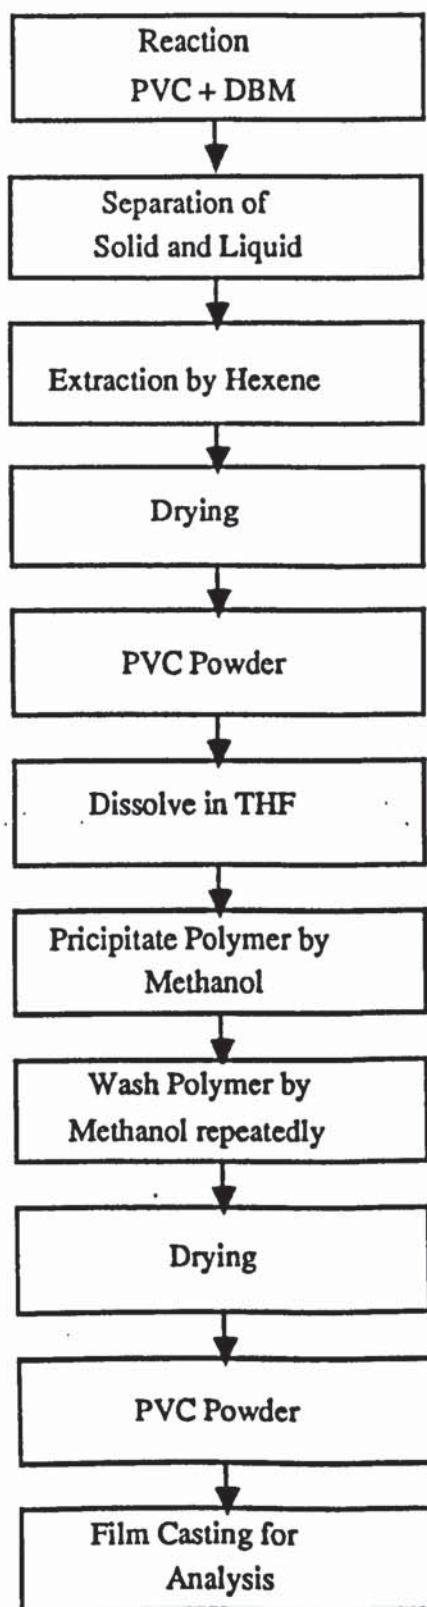 Reaction
PVC + DBM
Separation of
Solid and Liquid
Extraction by Hexene
Drying
PVC Powder
Dissolve in THF
Pricipitate Polymer by
Methanol
Wash Polymer by
Methanol repeatedly
Drying
PVC Powder
Film Casting for
Analysis